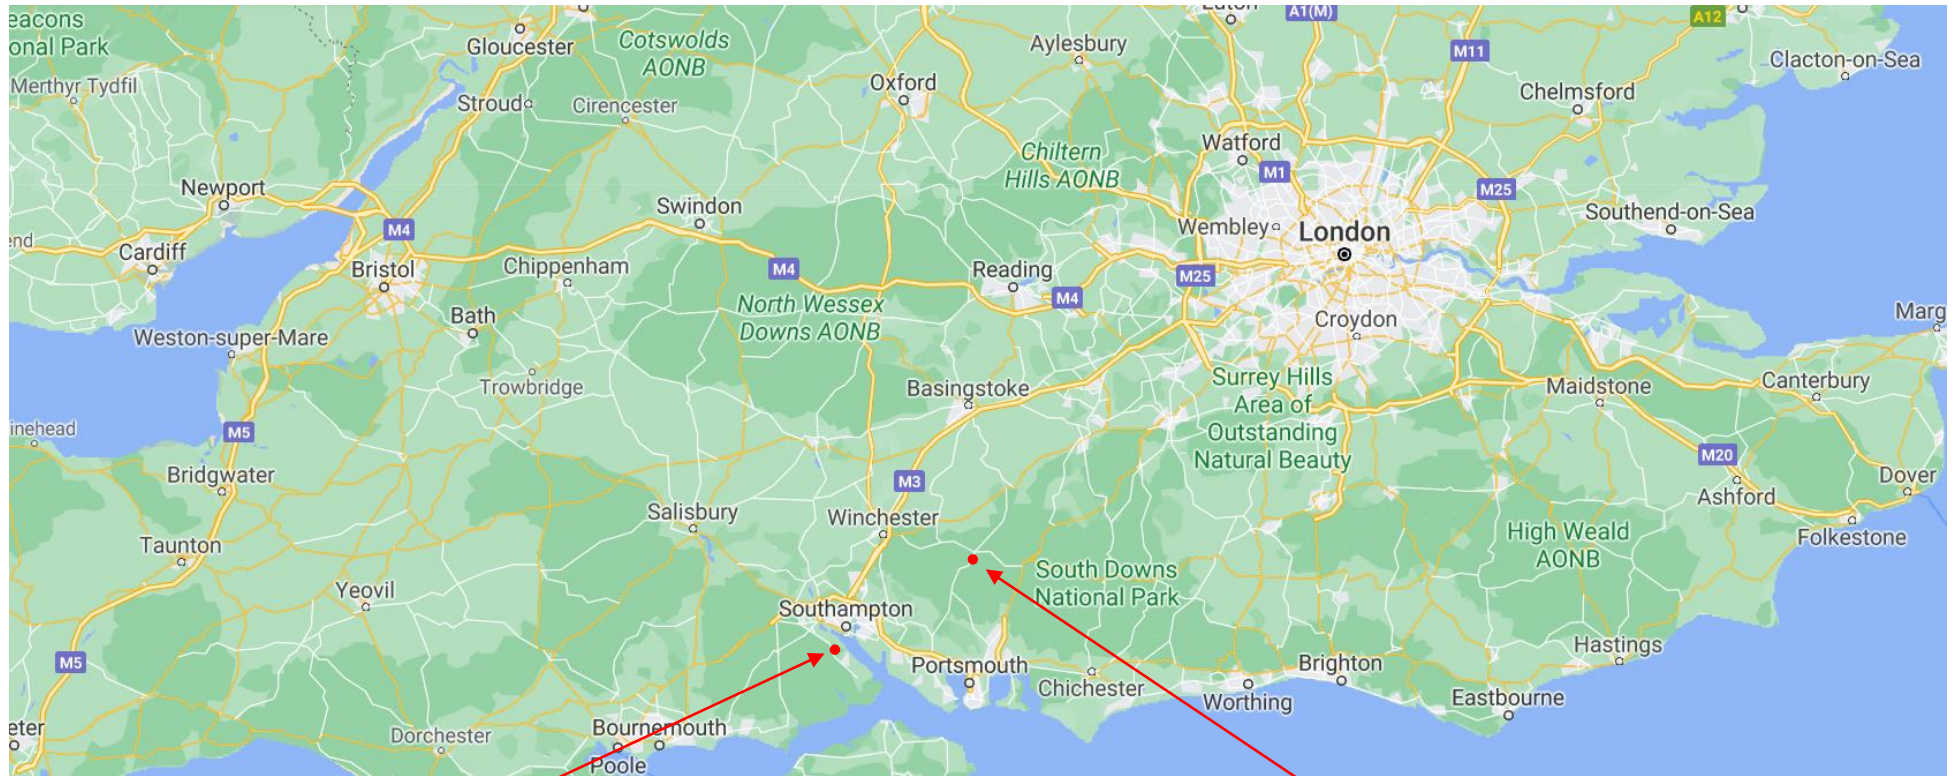 eacons
onal Park
Gloucester
Cotswolds
AONB
Aylesbury
Luton
A1(M)
M11
A12
Clacton-on-Sea
Merthyr Tydfil
Stroud
Cirencester
Oxford
Chelmsford
Watford
Chiltern
Hills AONB
M1
M25
Newport
Swindon
M4
Wembley
London
Southend-on-Sea
end
Cardiff
Bristol
Chippenham
M4
Reading
M25
M4
North Wessex
Downs AONB
Bath
Croydon
Marg
Weston-super-Mare
Trowbridge
Basingstoke
Surrey Hills
Area of
Outstanding
Natural Beauty
Maidstone
Canterbury
inehead
M5
Bridgwater
M3
M20
Dover
Ashford
Salisbury
Winchester
High Weald
AONB
Folkestone
Taunton
Yeovil
South Downs
National Park
Southampton
M5
Portsmouth
Chichester
Brighton
Hastings
Worthing
Eastbourne
eter
Dorchester
Bournemouth
Poole